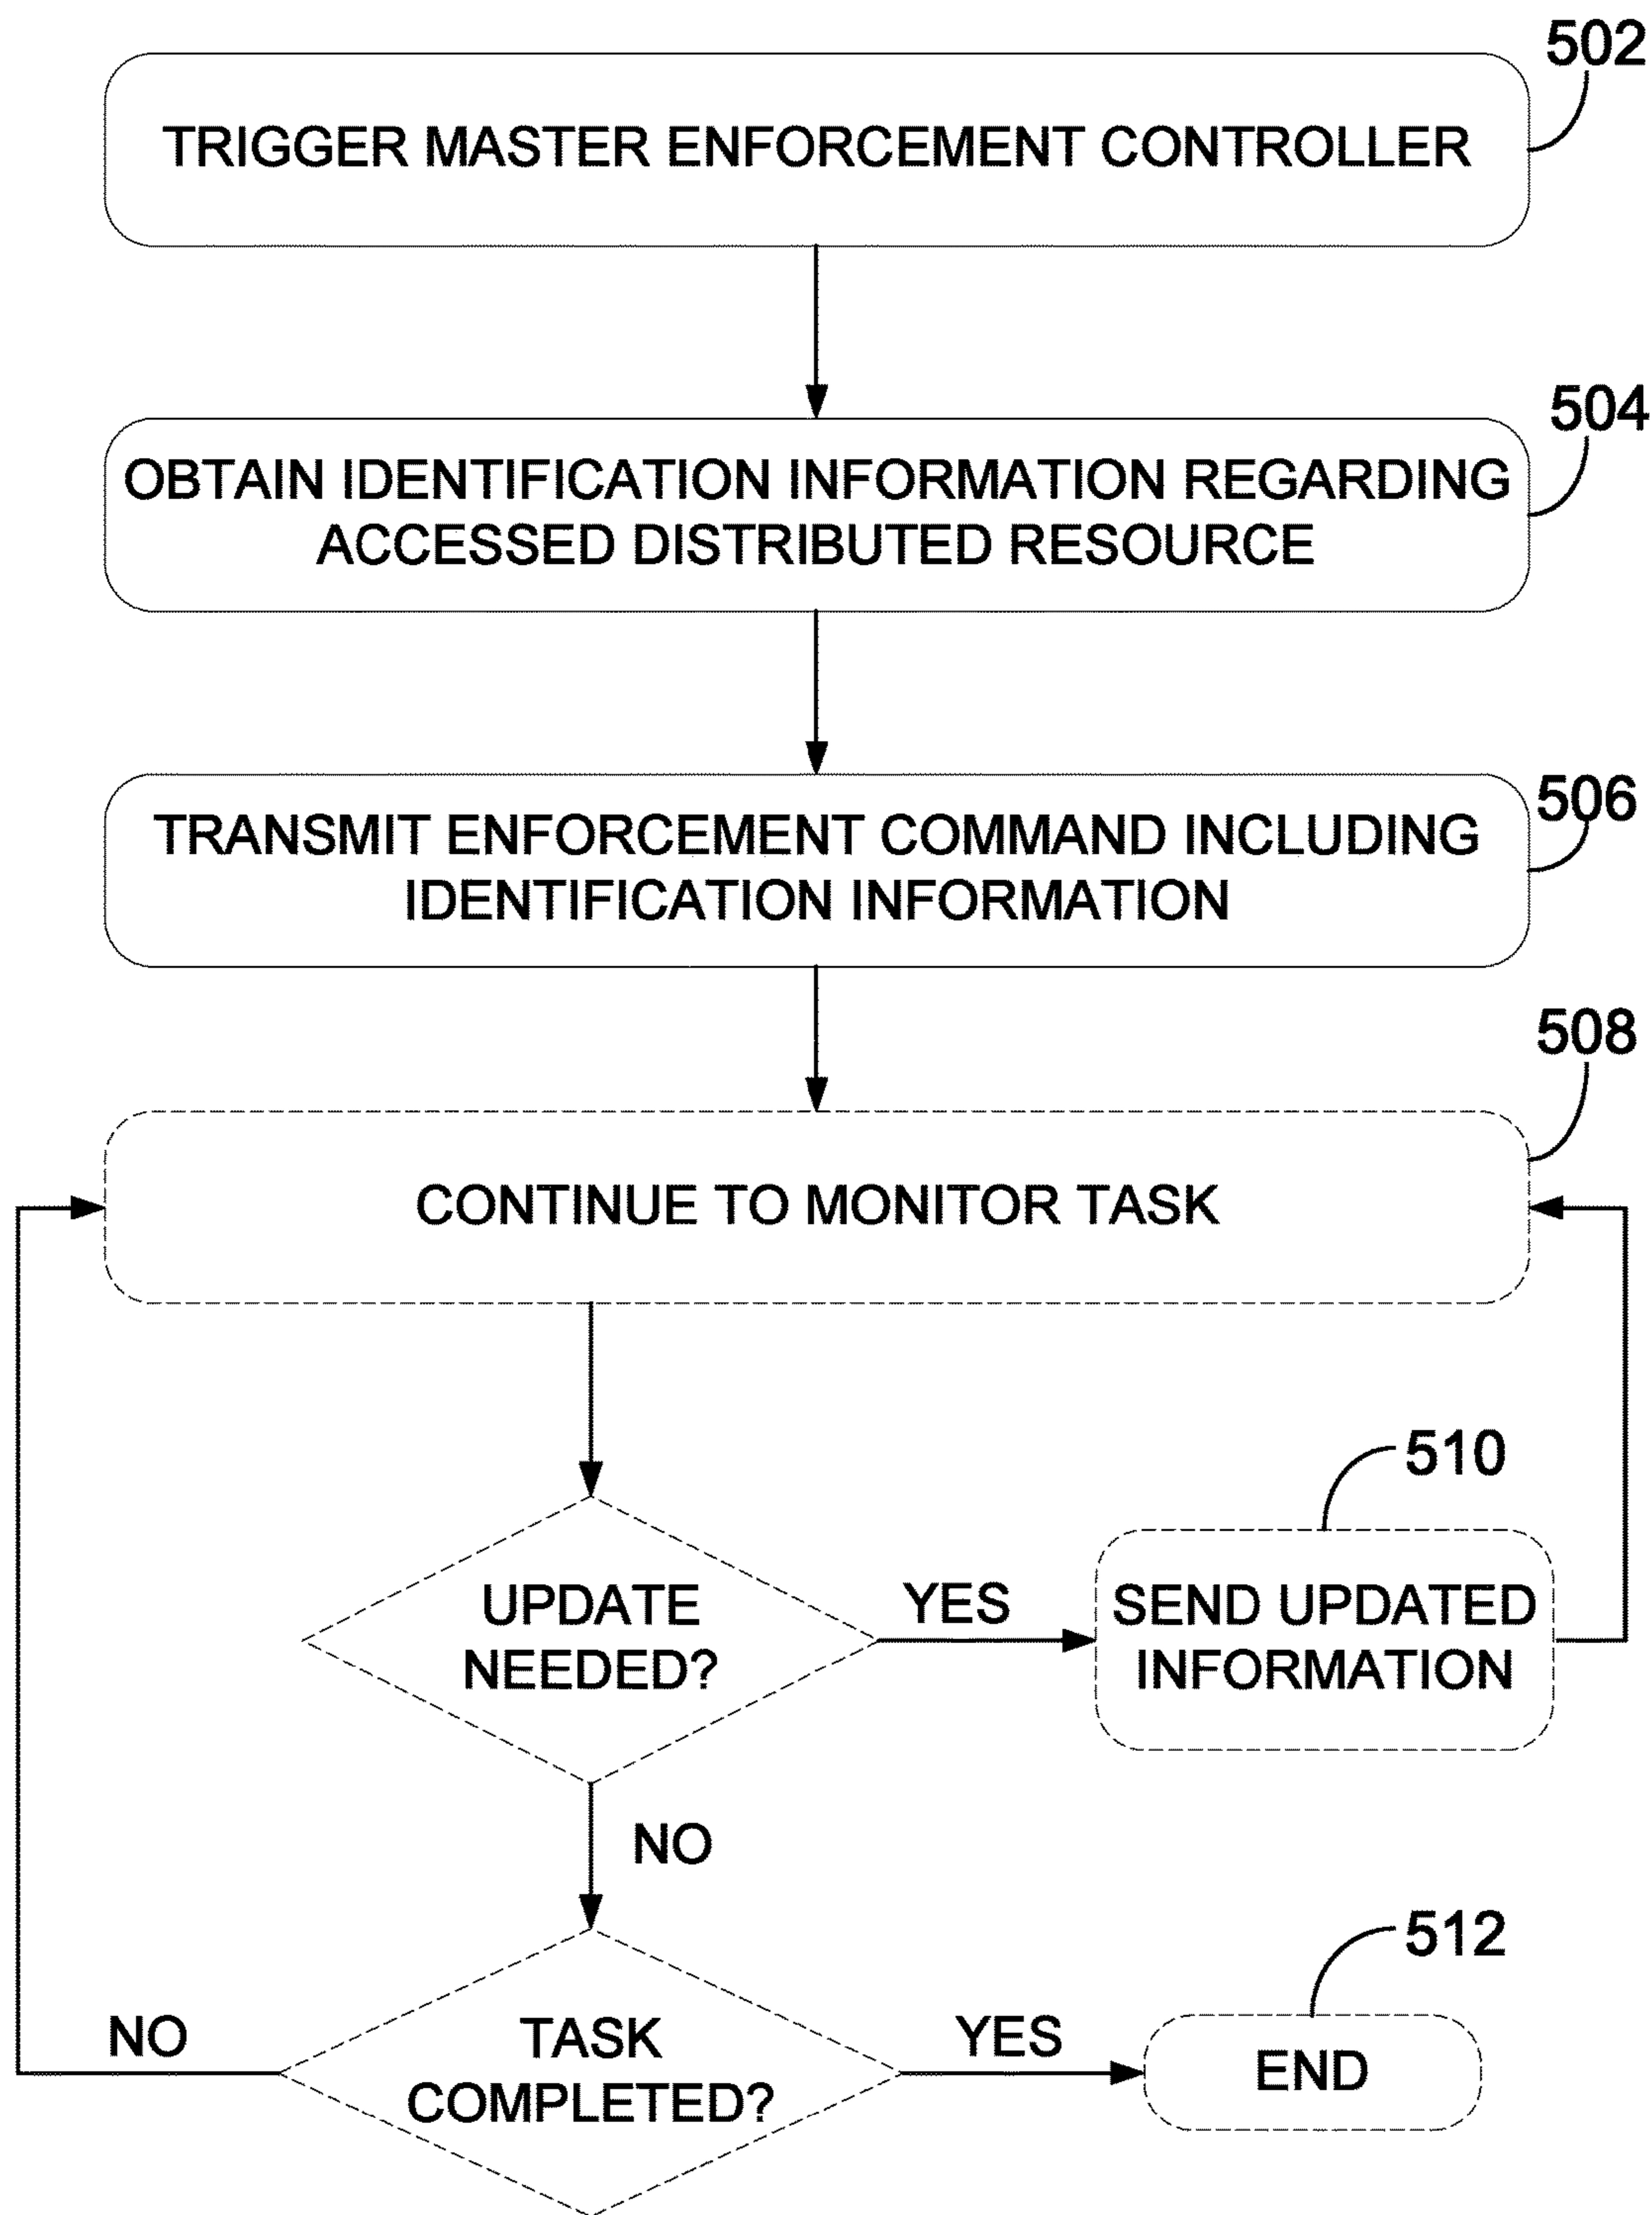 502
TRIGGER MASTER ENFORCEMENT CONTROLLER
504
OBTAIN IDENTIFICATION INFORMATION REGARDING
ACCESSED DISTRIBUTED RESOURCE
506
TRANSMIT ENFORCEMENT COMMAND INCLUDING
IDENTIFICATION INFORMATION
508
CONTINUE TO MONITOR TASK
510
UPDATE
NEEDED?
YES
SEND UPDATED
INFORMATION
NO
512
NO
TASK
COMPLETED?
YES
END